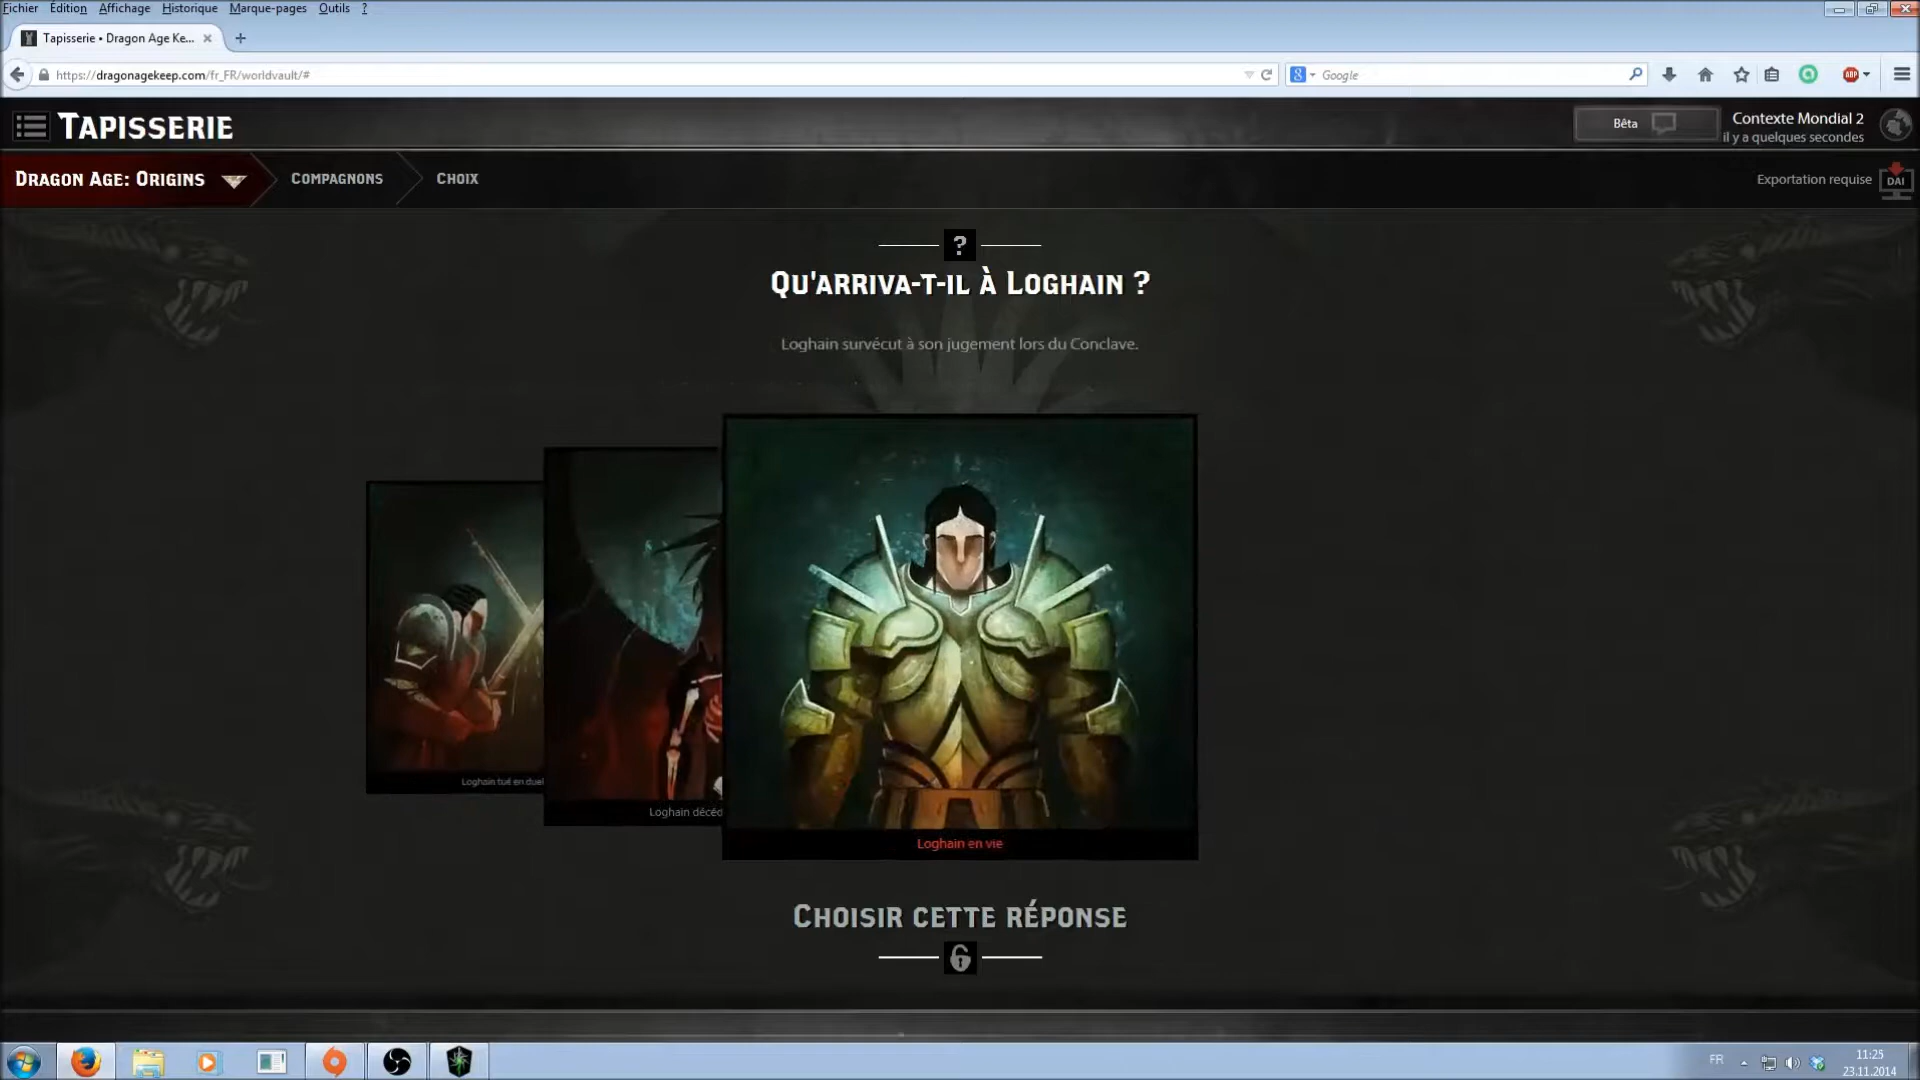 Fichier Édition Affichage Historique Marque-pages Outils ?
Tapisserie • Dragon Age Ke...
https://dragonagekeep.com/fr_FR/worldvault/#
Google
ABP
Tapisserie
Bêta
Contexte Mondial 2
il y a quelques secondes
Dragon Age: Origins
Compagnons
Choix
Exportation requise
DAI
?
Qu'arriva-t-il à Loghain ?
Loghain survécut à son jugement lors du Conclave.
Loghain tué en duel
Loghain décéd
Loghain en vie
Choisir cette réponse
FR
11:25
23.11.2014